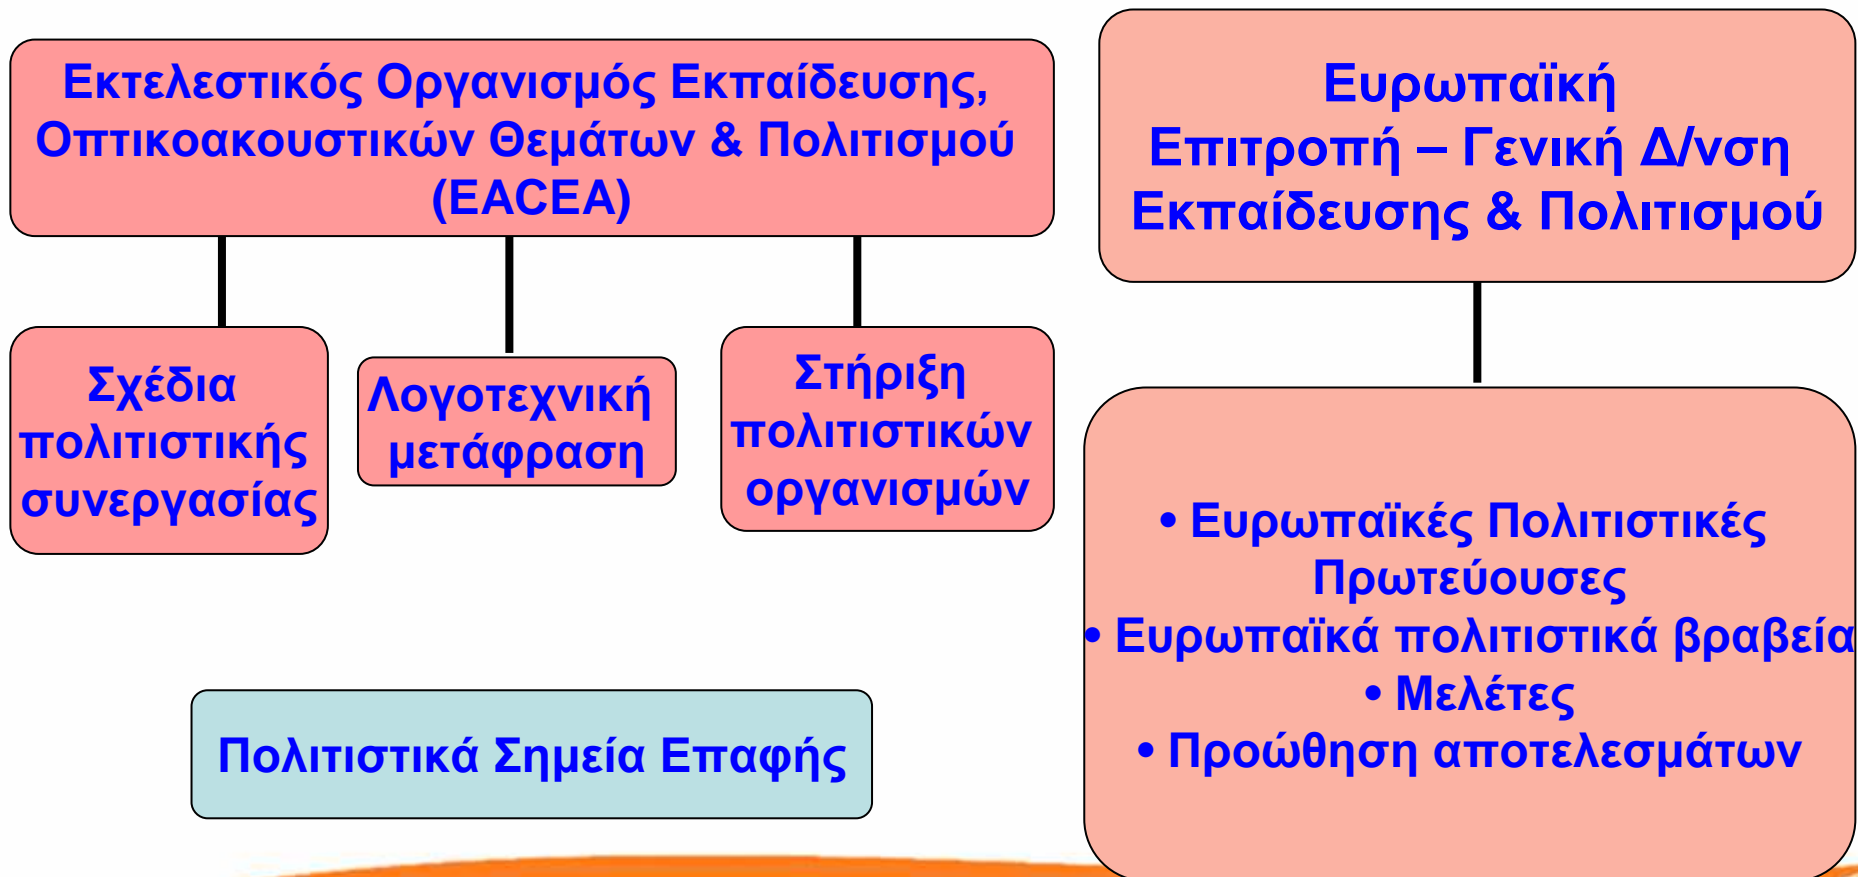 Εκτελεστικός Οργανισμός Εκπαίδευσης,
Οπτικοακουστικών Θεμάτων & Πολιτισμού
(EACEA)
Ευρωπαϊκή
Επιτροπή – Γενική Δ/νση
Εκπαίδευσης & Πολιτισμού
Σχέδια
πολιτιστικής
συνεργασίας
Λογοτεχνική
μετάφραση
Στήριξη
πολιτιστικών
οργανισμών
• Ευρωπαϊκές Πολιτιστικές
Πρωτεύουσες
• Ευρωπαϊκά πολιτιστικά βραβεία
• Μελέτες
• Προώθηση αποτελεσμάτων
Πολιτιστικά Σημεία Επαφής